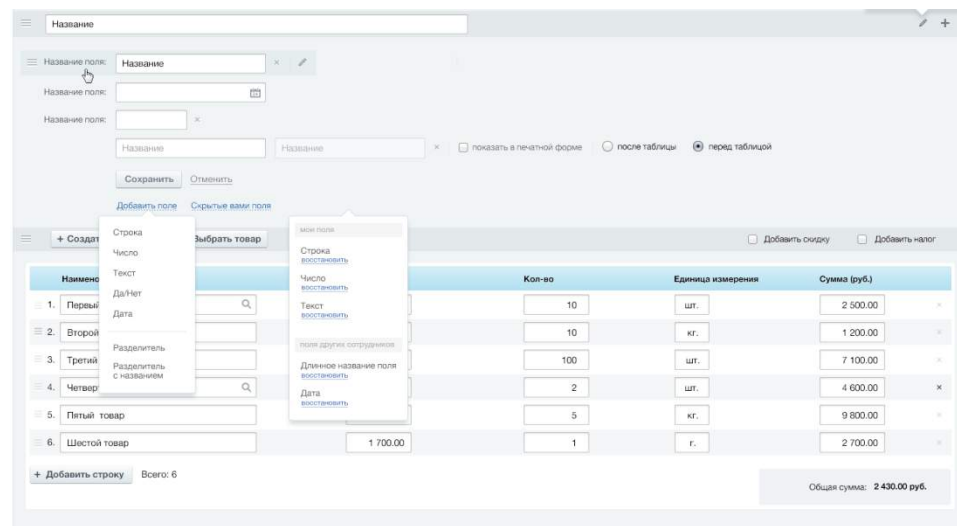 Название
Название поля: Название
Название поля:
Название поля:
Название Название показать в печатной форме после таблицы перед таблицой
Сохранить Отменить
Добавить поле Скрытые вами поля
Строка
Число
Текст
Да/Нет
Дата
Разделитель
Разделитель
с названием
мои поля
Строка
восстановить
Число
восстановить
Текст
восстановить
поля других сотрудников
Длинное название поля
восстановить
Дата
восстановить
+ Создат Выбрать товар Добавить скидку Добавить налог
Наимено Кол-во Единица измерения Сумма (руб.)
1. Первый 10 шт. 2 500.00
2. Второй 10 кг. 1 200.00
3. Третий 100 шт. 7 100.00
4. Четверт 2 шт. 4 600.00
5. Пятый товар 5 кг. 9 800.00
6. Шестой товар 1 700.00 1 г. 2 700.00
+ Добавить строку Всего: 6
Общая сумма: 2 430.00 руб.